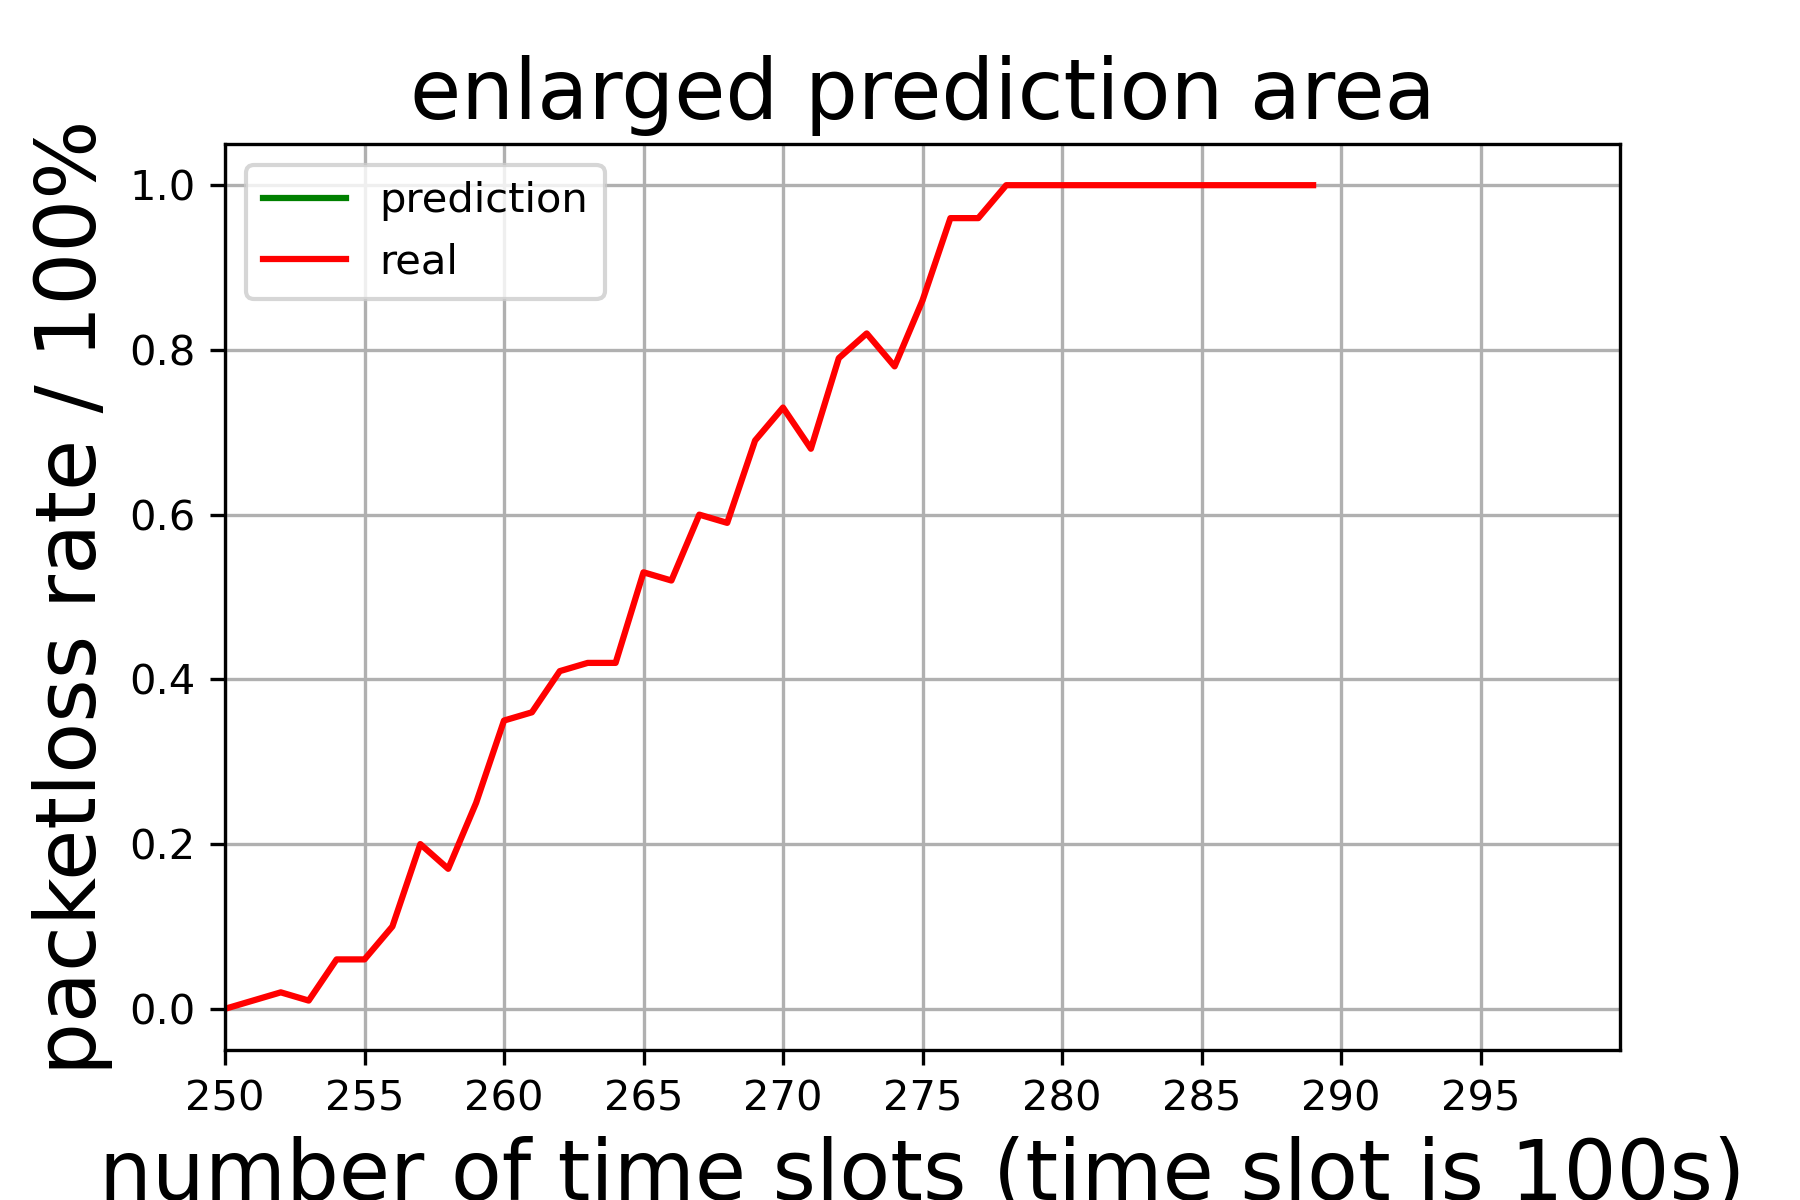 enlarged prediction area
packetloss rate / 100%
1.0
0.8
0.6
0.4
0.2
0.0
prediction
real
250 255 260 265 270 275 280 285 290 295
number of time slots (time slot is 100s)